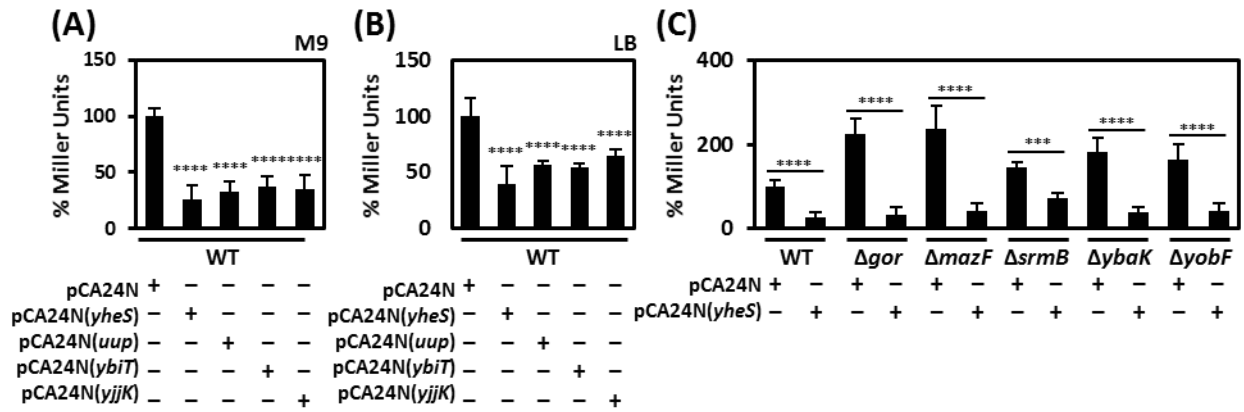 (A)
M9
% Miller Units
150
100
50
0
**** **** ********
WT
pCA24N + – – – –
pCA24N(yheS) – + – – –
pCA24N(uup) – – + – –
pCA24N(ybiT) – – – + –
pCA24N(yjjK) – – – – +
(B)
LB
% Miller Units
150
100
50
0
**** **** **** ****
WT
pCA24N + – – – –
pCA24N(yheS) – + – – –
pCA24N(uup) – – + – –
pCA24N(ybiT) – – – + –
pCA24N(yjjK) – – – – +
(C)
% Miller Units
400
200
0
**** **** **** *** **** ****
WT Δgor ΔmazF ΔsrmB ΔybaK ΔyobF
pCA24N + – + – + – + – + – + –
pCA24N(yheS) – + – + – + – + – + – +